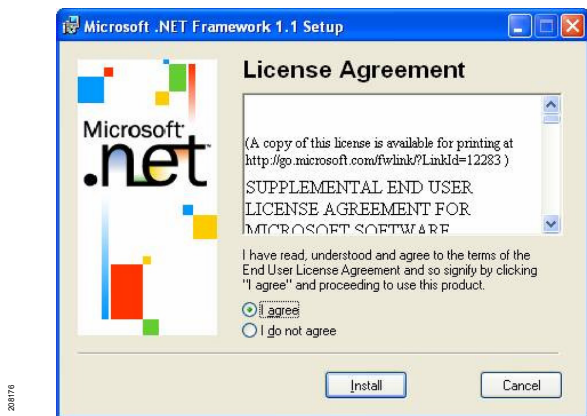 Microsoft .NET Framework 1.1 Setup
License Agreement
Microsoft
.net
(A copy of this license is available for printing at
http://go.microsoft.com/fwlink/?LinkId=12283 )
SUPPLEMENTAL END USER
LICENSE AGREEMENT FOR
MICROSOFT SOFTWARE
I have read, understood and agree to the terms of the
End User License Agreement and so signify by clicking
"I agree" and proceeding to use this product.
I agree
I do not agree
Install
Cancel
208176